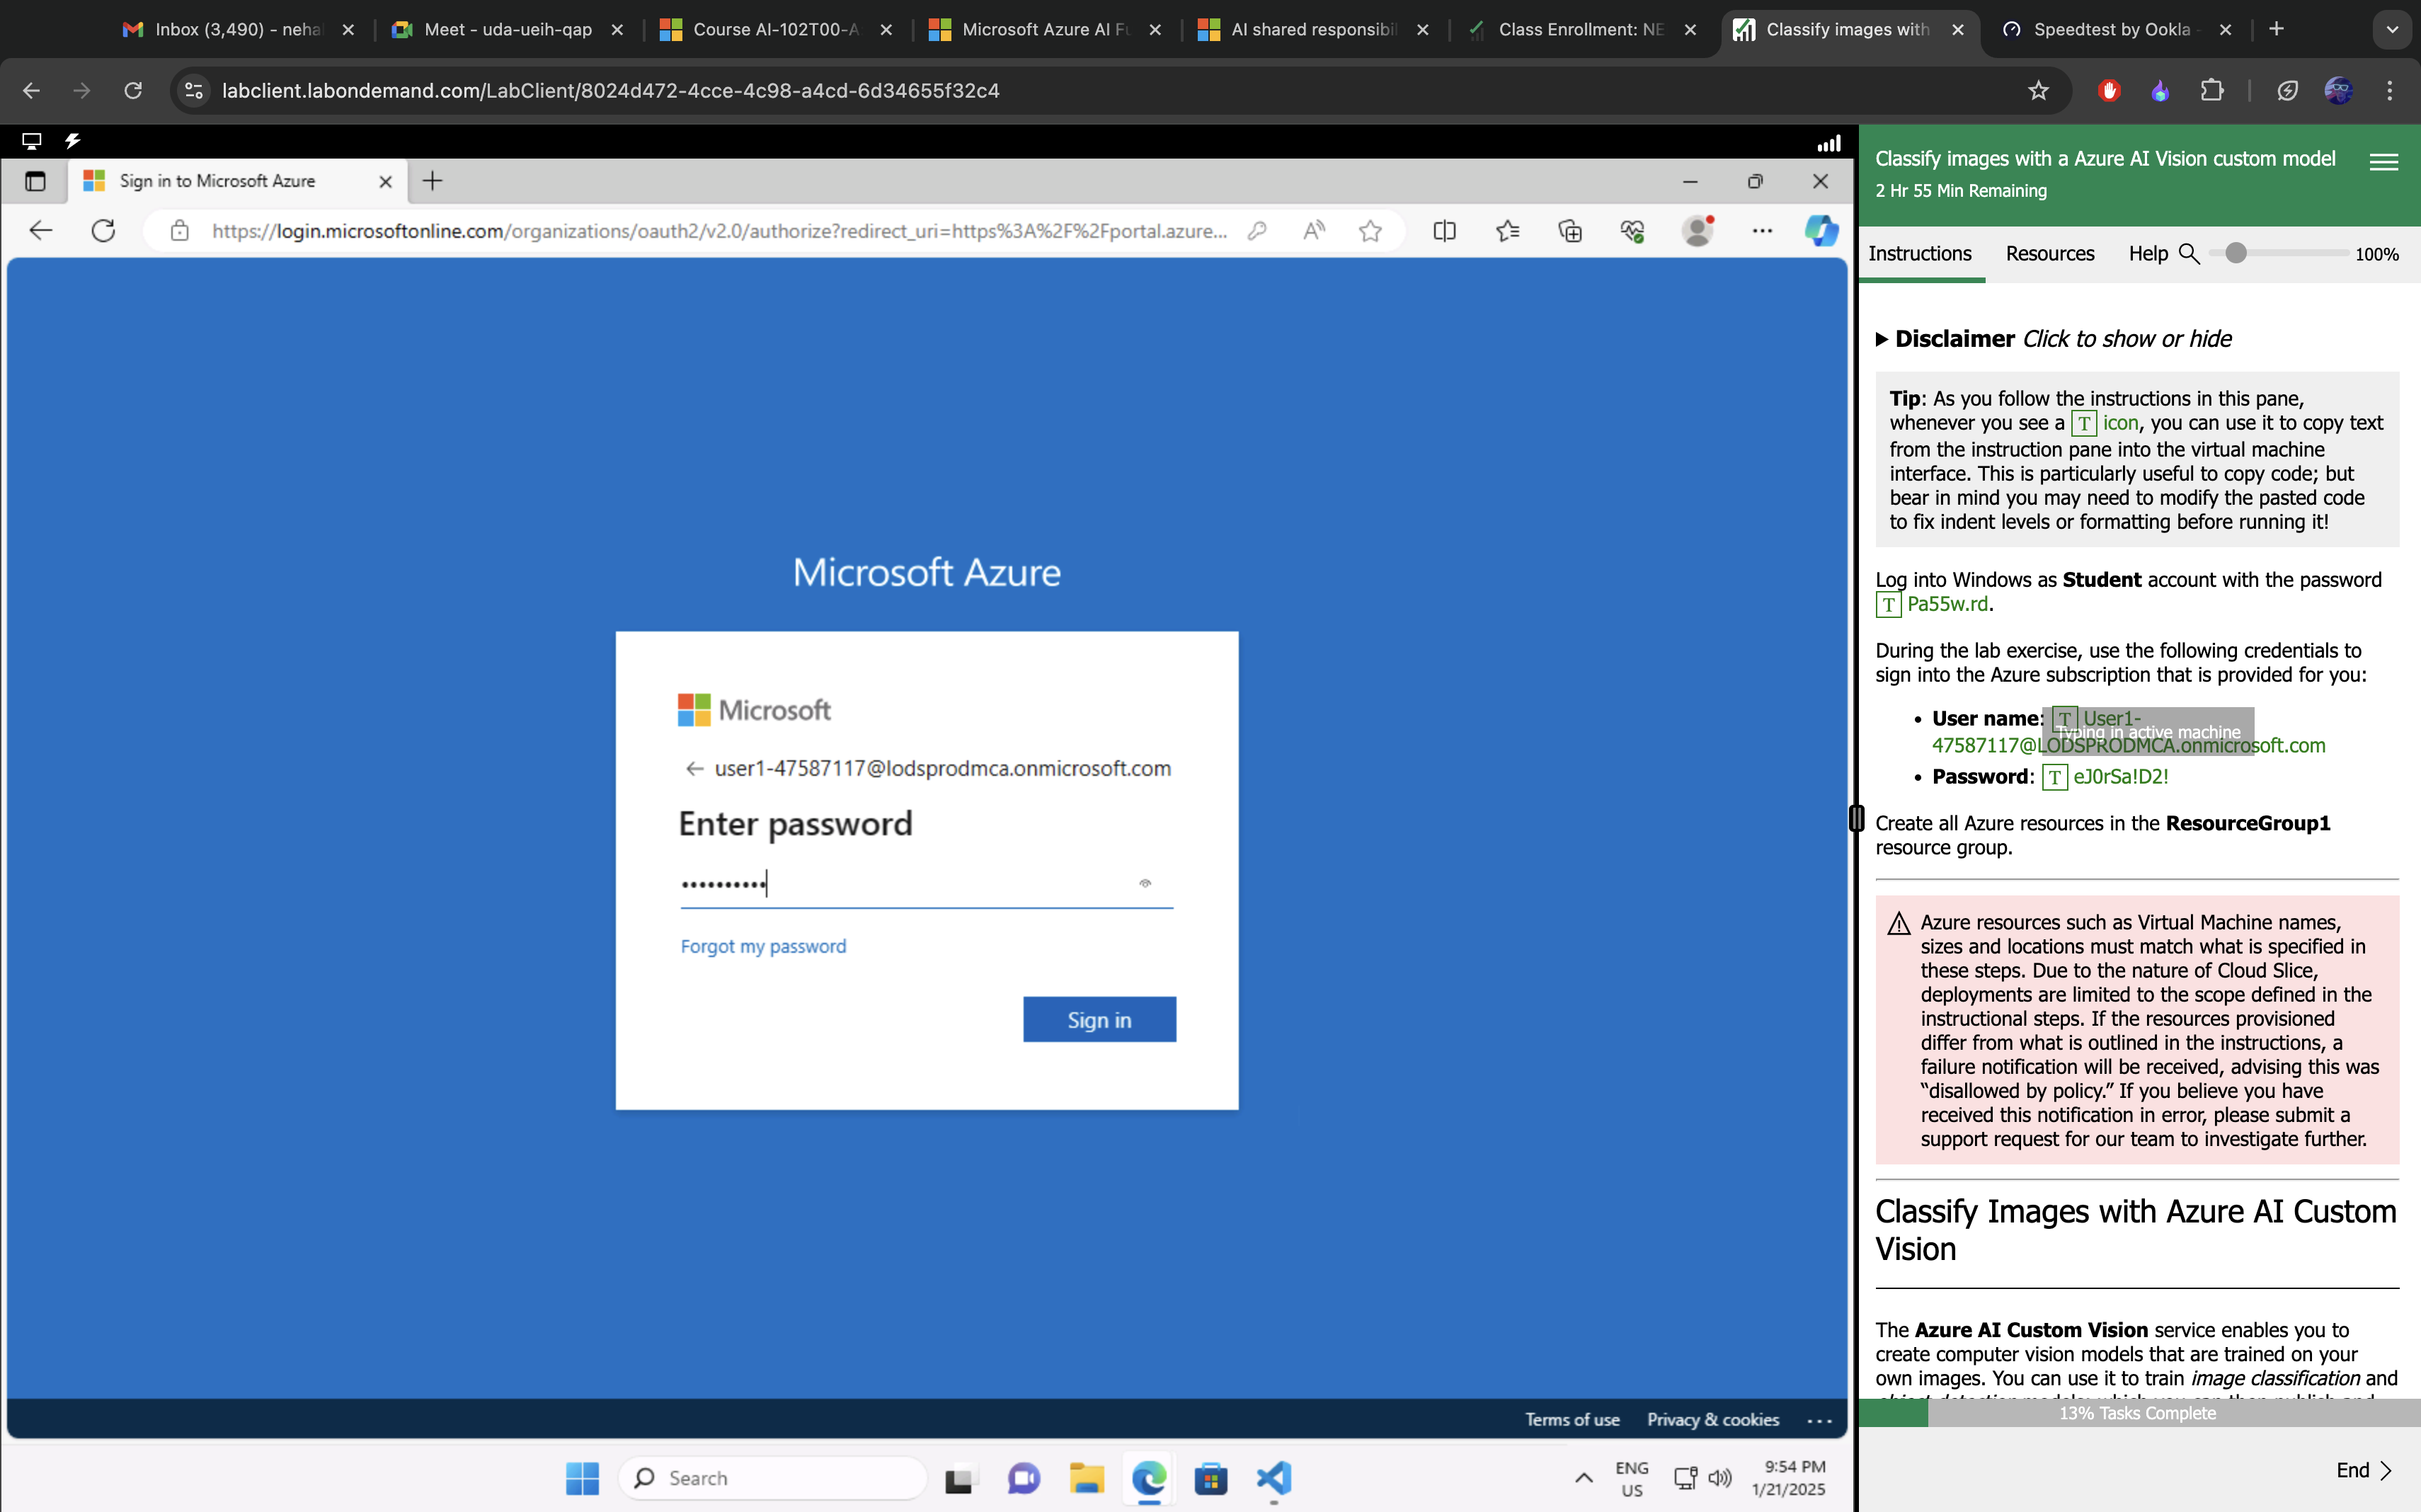 Inbox (3,490) - neha
Meet - uda-ueih-qap
Course AI-102T00-A
Microsoft Azure AI Fu
AI shared responsibil
Class Enrollment: NE
Classify images with
Speedtest by Ookla -
labclient.labondemand.com/LabClient/8024d472-4cce-4c98-a4cd-6d34655f32c4
Sign in to Microsoft Azure
https://login.microsoftonline.com/organizations/oauth2/v2.0/authorize?redirect_uri=https%3A%2F%2Fportal.azure...
Microsoft Azure
Microsoft
user1-47587117@lodsprodmca.onmicrosoft.com
Enter password
••••••••••
Forgot my password
Sign in
Terms of use Privacy & cookies ...
Search
ENG
US
9:54 PM
1/21/2025
Classify images with a Azure AI Vision custom model
2 Hr 55 Min Remaining
Instructions Resources Help 100%
Disclaimer Click to show or hide
Tip: As you follow the instructions in this pane,
whenever you see a T icon, you can use it to copy text
from the instruction pane into the virtual machine
interface. This is particularly useful to copy code; but
bear in mind you may need to modify the pasted code
to fix indent levels or formatting before running it!
Log into Windows as Student account with the password
T Pa55w.rd.
During the lab exercise, use the following credentials to
sign into the Azure subscription that is provided for you:
• User name: T User1-
Typing in active machine
47587117@LODSPRODMCA.onmicrosoft.com
• Password: T eJ0rSa!D2!
Create all Azure resources in the ResourceGroup1
resource group.
Azure resources such as Virtual Machine names,
sizes and locations must match what is specified in
these steps. Due to the nature of Cloud Slice,
deployments are limited to the scope defined in the
instructional steps. If the resources provisioned
differ from what is outlined in the instructions, a
failure notification will be received, advising this was
“disallowed by policy.” If you believe you have
received this notification in error, please submit a
support request for our team to investigate further.
Classify Images with Azure AI Custom
Vision
The Azure AI Custom Vision service enables you to
create computer vision models that are trained on your
own images. You can use it to train image classification and
13% Tasks Complete
End